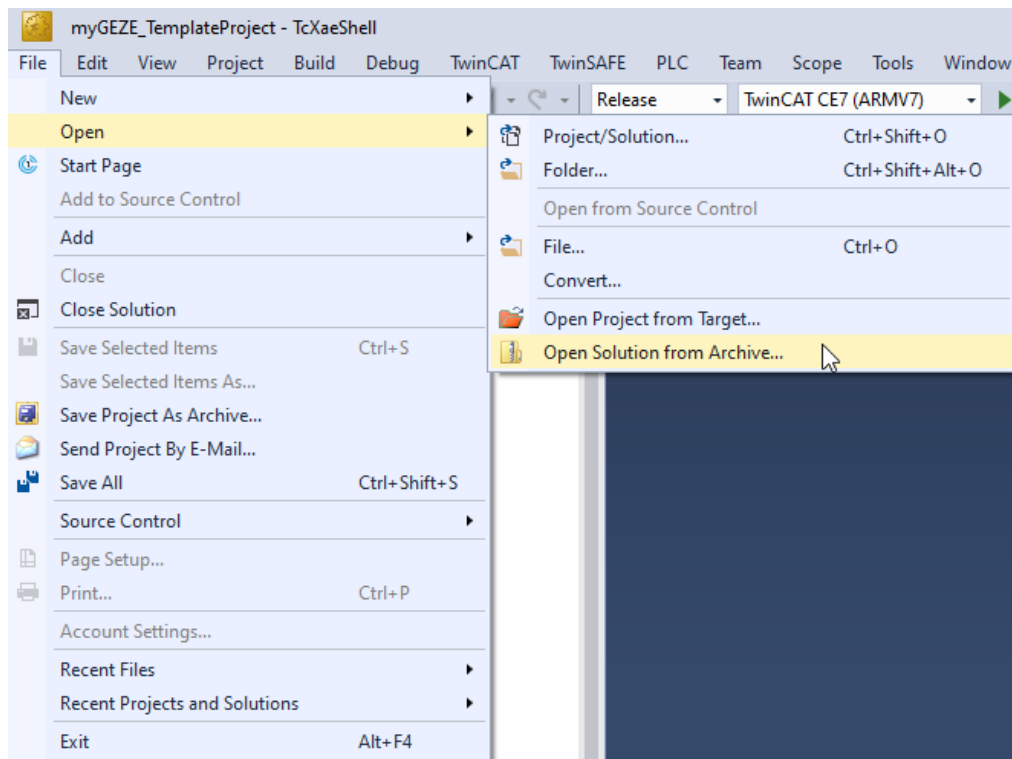 myGEZE_TemplateProject - TcXaeShell
File Edit View Project Build Debug TwinCAT TwinSAFE PLC Team Scope Tools Window
Release TwinCAT CE7 (ARMV7)
New
Open
Start Page
Add to Source Control
Add
Close
Close Solution
Save Selected Items Ctrl+S
Save Selected Items As...
Save Project As Archive...
Send Project By E-Mail...
Save All Ctrl+Shift+S
Source Control
Page Setup...
Print... Ctrl+P
Account Settings...
Recent Files
Recent Projects and Solutions
Exit Alt+F4
Project/Solution... Ctrl+Shift+O
Folder... Ctrl+Shift+Alt+O
Open from Source Control
File... Ctrl+O
Convert...
Open Project from Target...
Open Solution from Archive...